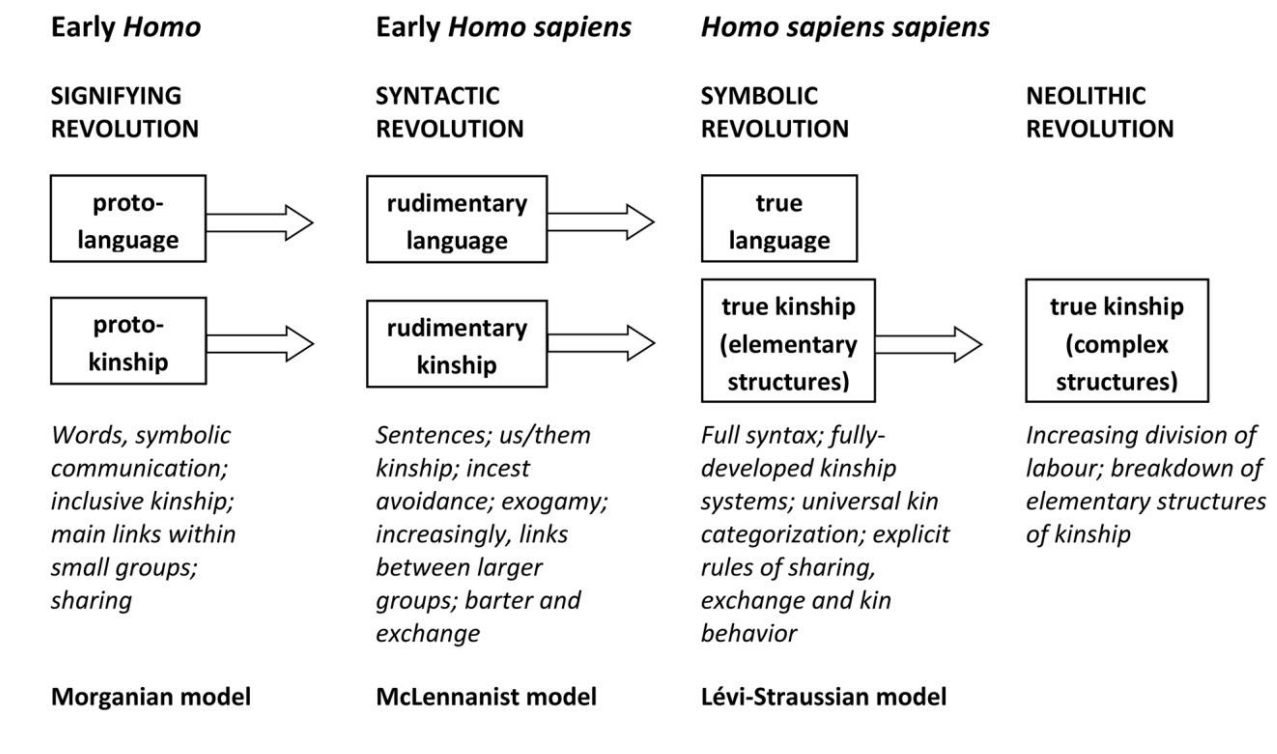 Early Homo
Early Homo sapiens
Homo sapiens sapiens
SIGNIFYING
REVOLUTION
SYNTACTIC
REVOLUTION
SYMBOLIC
REVOLUTION
NEOLITHIC
REVOLUTION
proto-
language
rudimentary
language
true
language
proto-
kinship
rudimentary
kinship
true kinship
(elementary
structures)
true kinship
(complex
structures)
Words, symbolic
communication;
inclusive kinship;
main links within
small groups;
sharing
Sentences; us/them
kinship; incest
avoidance; exogamy;
increasingly, links
between larger
groups; barter and
exchange
Full syntax; fully-
developed kinship
systems; universal kin
categorization; explicit
rules of sharing,
exchange and kin
behavior
Increasing division of
labour; breakdown of
elementary structures
of kinship
Morganian model
McLennanist model
Lévi-Straussian model